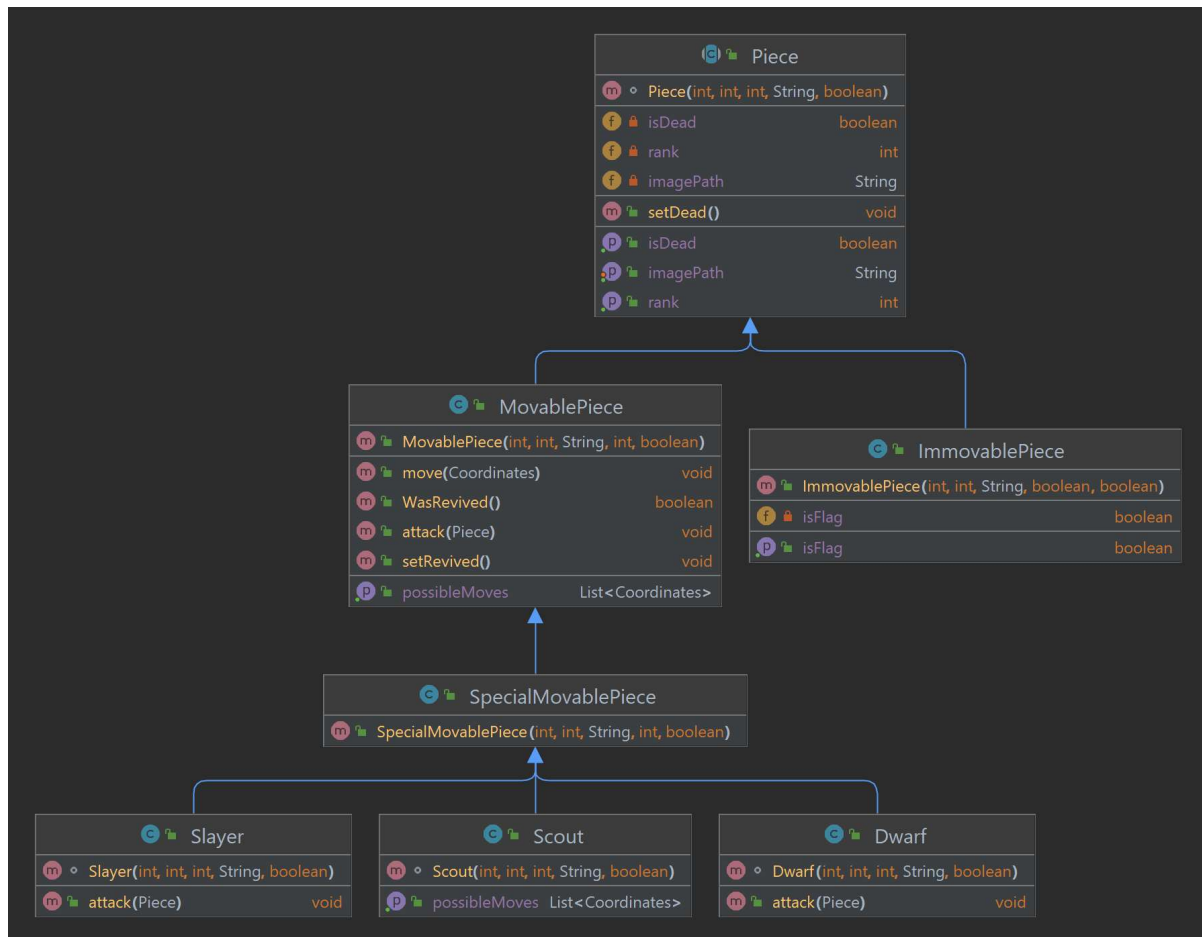 Piece
Piece(int, int, int, String, boolean)
isDead boolean
rank int
imagePath String
setDead() void
isDead boolean
imagePath String
rank int
MovablePiece
MovablePiece(int, int, String, int, boolean)
move(Coordinates) void
WasRevived() boolean
attack(Piece) void
setRevived() void
possibleMoves List<Coordinates>
ImmovablePiece
ImmovablePiece(int, int, String, boolean, boolean)
isFlag boolean
isFlag boolean
SpecialMovablePiece
SpecialMovablePiece(int, int, String, int, boolean)
Slayer
Slayer(int, int, int, String, boolean)
attack(Piece) void
Scout
Scout(int, int, int, String, boolean)
possibleMoves List<Coordinates>
Dwarf
Dwarf(int, int, int, String, boolean)
attack(Piece) void